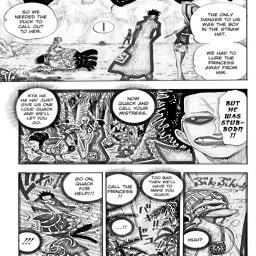 SO WE
NEEDED
THE DUCK
TO CALL
OUT TO
HER.
!
THE ONLY
DANGER TO
US WAS THE BOY
IN THE STRAW
HAT.
WE HAD TO
LURE THE
PRINCESS
AWAY FROM
HIM.
KYA HA
HA HA!
JUST GIVE
US ONE
GOOD QUACK
AND WE'LL
LET YOU
GO.
NOW,
QUACK AND
CALL YOUR
MISTRESS.
BUT
HE
WAS
STUB-
BORN
!!
GO ON,
QUACK
FOR HELP!
!!!
CALL THE
PRINCESS
!!
...!!
TOO BAD.
THEN WE'LL
HAVE TO
MAKE YOU
QUACK.
HUH?